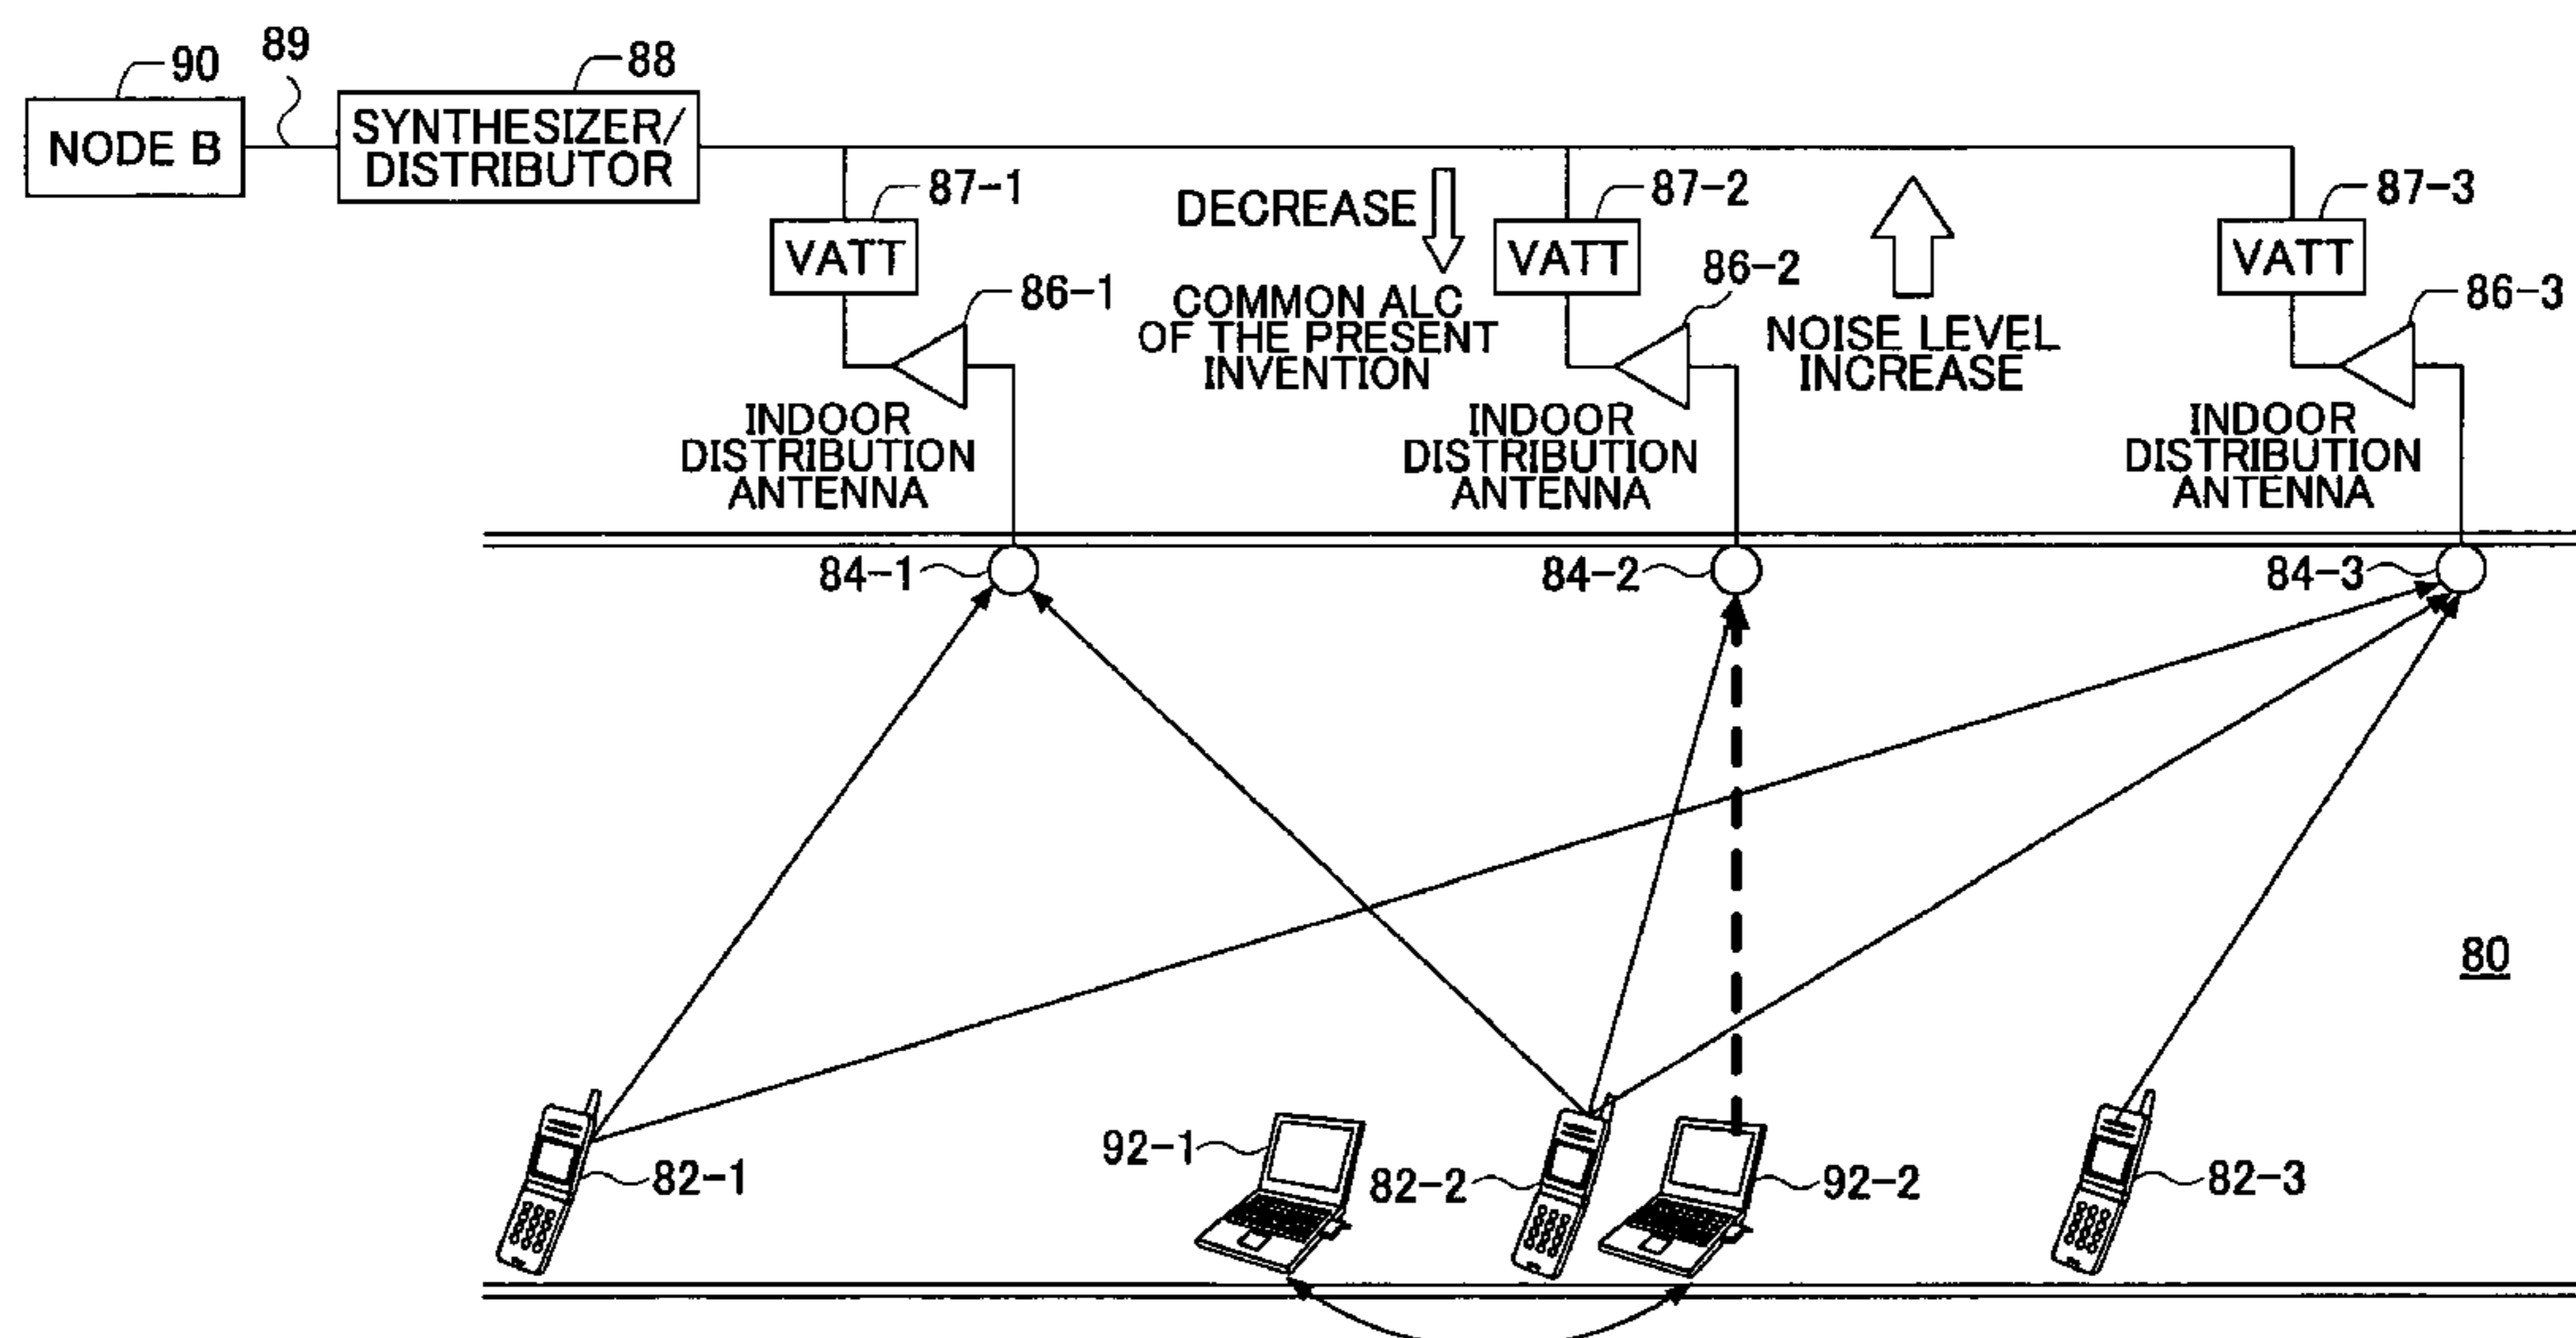 90
89
88
NODE B
SYNTHESIZER/
DISTRIBUTOR
87-1
VATT
86-1
INDOOR
DISTRIBUTION
ANTENNA
DECREASE
COMMON ALC
OF THE PRESENT
INVENTION
87-2
VATT
86-2
INDOOR
DISTRIBUTION
ANTENNA
NOISE LEVEL
INCREASE
87-3
VATT
86-3
INDOOR
DISTRIBUTION
ANTENNA
84-1
84-2
84-3
80
82-1
92-1
82-2
92-2
82-3